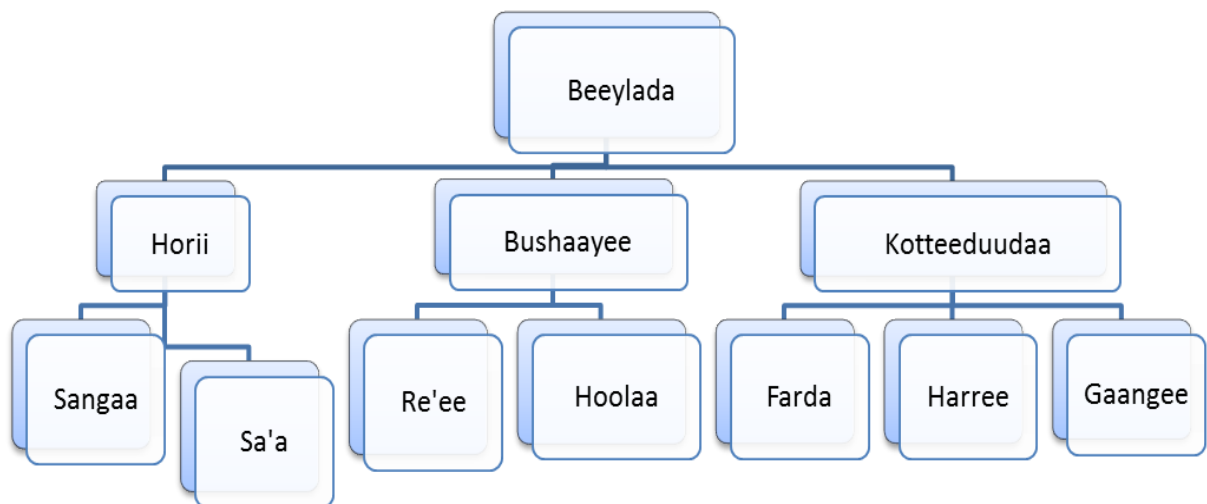 Beeylada
Horii
Bushaayee
Kotteeduudaa
Sangaa
Sa'a
Re'ee
Hoolaa
Farda
Harree
Gaangee